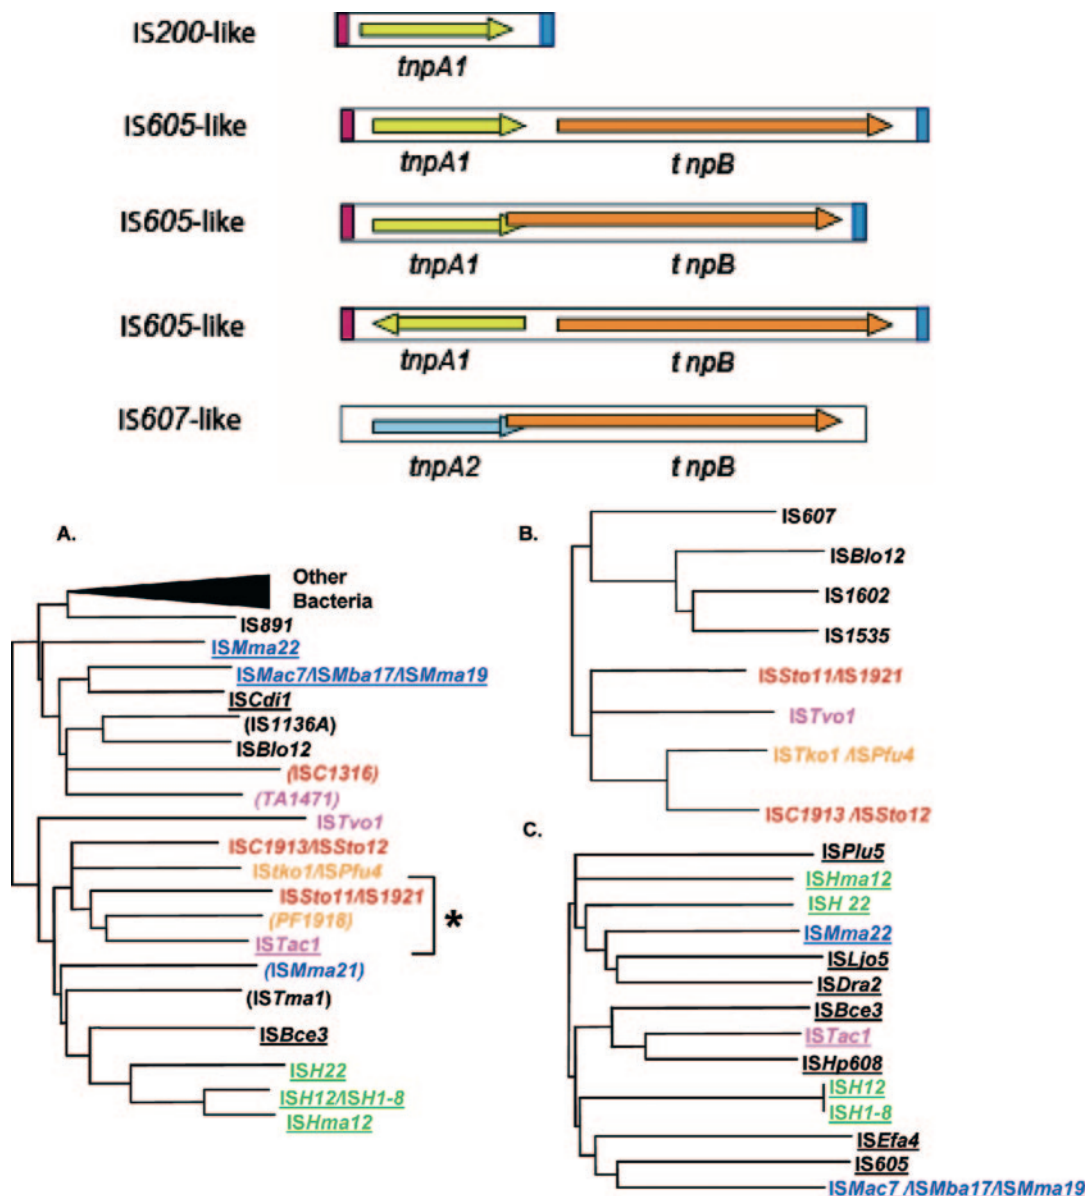 IS200-like
tnpA1
IS605-like
tnpA1 t npB
IS605-like
tnpA1 t npB
IS605-like
tnpA1 t npB
IS607-like
tnpA2 t npB
A.
Other
Bacteria
IS891
ISMma22
ISMac7/ISMba17/ISMma19
ISCdi1
(IS1136A)
ISBlo12
(ISC1316)
(TA1471)
ISTvo1
ISC1913/ISSto12
IStko1/ISPfu4
ISSto11/IS1921
(PF1918)
*
ISTac1
(ISMma21)
(ISTma1)
ISBce3
ISH22
ISH12/ISH1-8
ISHma12
B.
IS607
ISBlo12
IS1602
IS1535
ISSto11/IS1921
ISTvo1
ISTko1 /ISPfu4
ISC1913 /ISSto12
C.
ISPlu5
ISHma12
ISH 22
ISMma22
ISLjo5
ISDra2
ISBce3
ISTac1
ISHp608
ISH12
ISH1-8
ISEfa4
IS605
ISMac7 /ISMba17/ISMma19